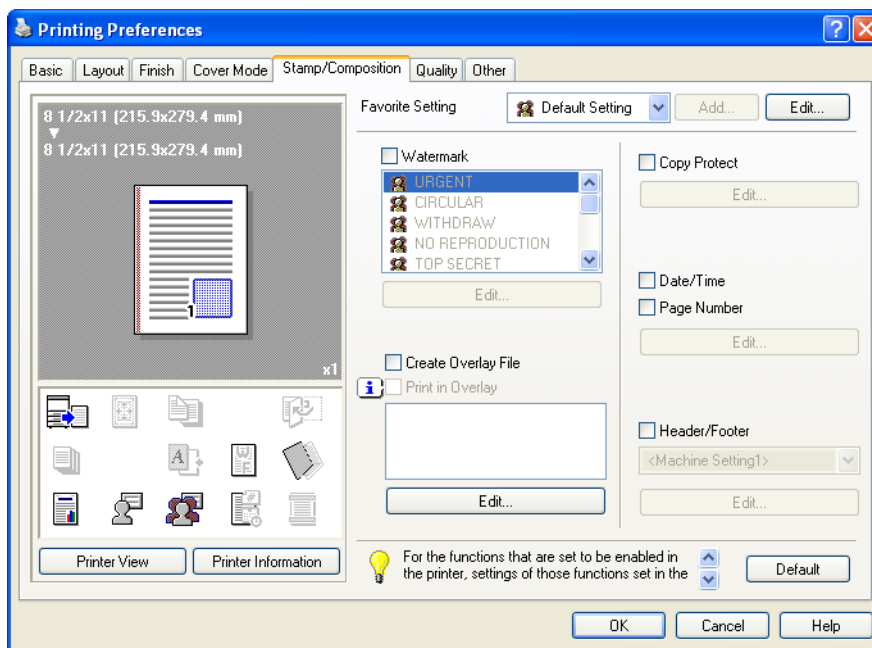 Printing Preferences
Basic Layout Finish Cover Mode Stamp/Composition Quality Other
8 1/2x11 (215.9x279.4 mm)
8 1/2x11 (215.9x279.4 mm)
1
x1
Printer View Printer Information
Favorite Setting Default Setting Add... Edit...
Watermark
URGENT
CIRCULAR
WITHDRAW
NO REPRODUCTION
TOP SECRET
Edit...
Create Overlay File
Print in Overlay
Edit...
Copy Protect
Edit...
Date/Time
Page Number
Edit...
Header/Footer
<Machine Setting1>
Edit...
For the functions that are set to be enabled in
the printer, settings of those functions set in the
Default
OK Cancel Help